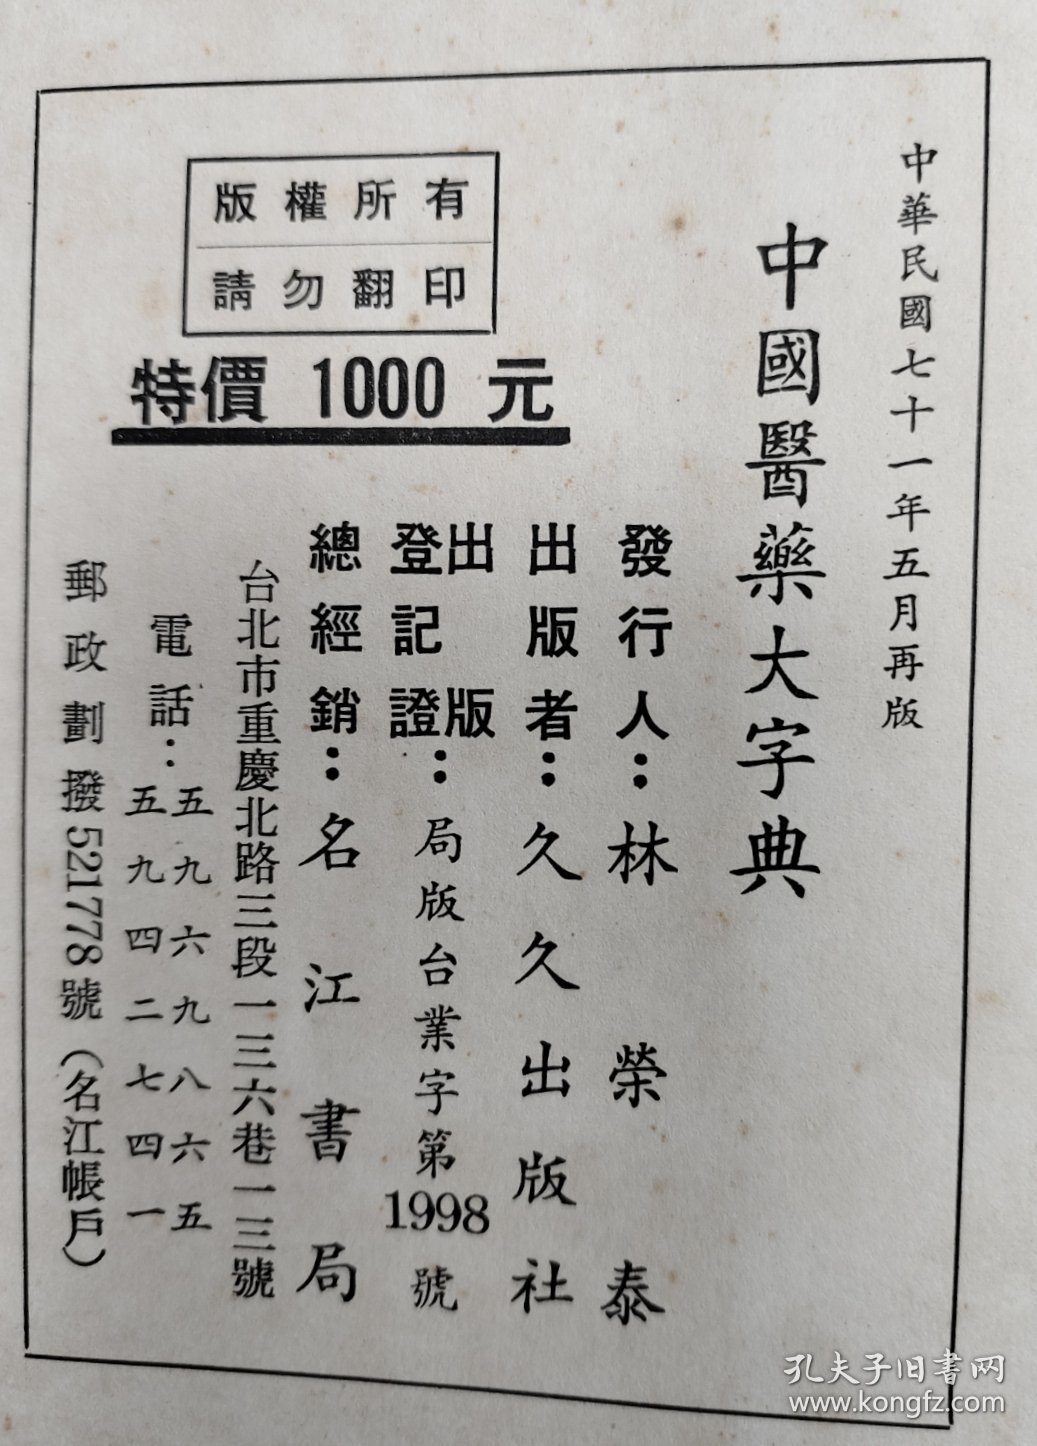 中華民國七十一年五月再版
中國醫藥大字典
發行人：林榮泰
出版者：久久出版社
出版登記證：局版台業字第1998號
總經銷：名江書局
台北市重慶北路三段一三六巷一三號
電話：五九六九八六五
五九四二七四一
郵政劃撥521778號（名江帳戶）
版權所有
請勿翻印
特價 1000 元
孔夫子旧書网
www.kongfz.com